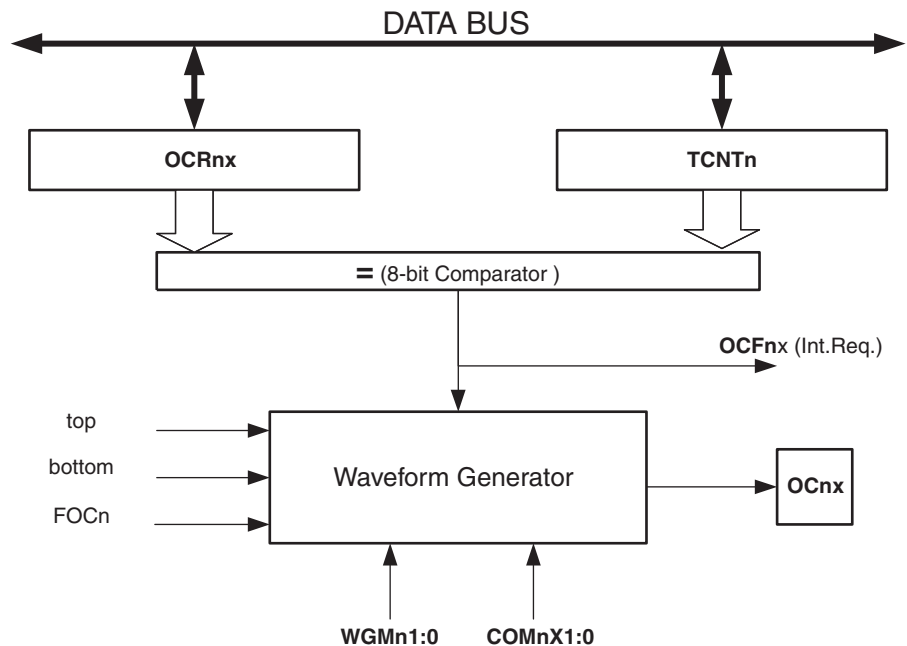 DATA BUS
OCRnx
TCNTn
= (8-bit Comparator )
OCFnx (Int.Req.)
top
bottom
FOCn
Waveform Generator
OCnx
WGMn1:0
COMnX1:0